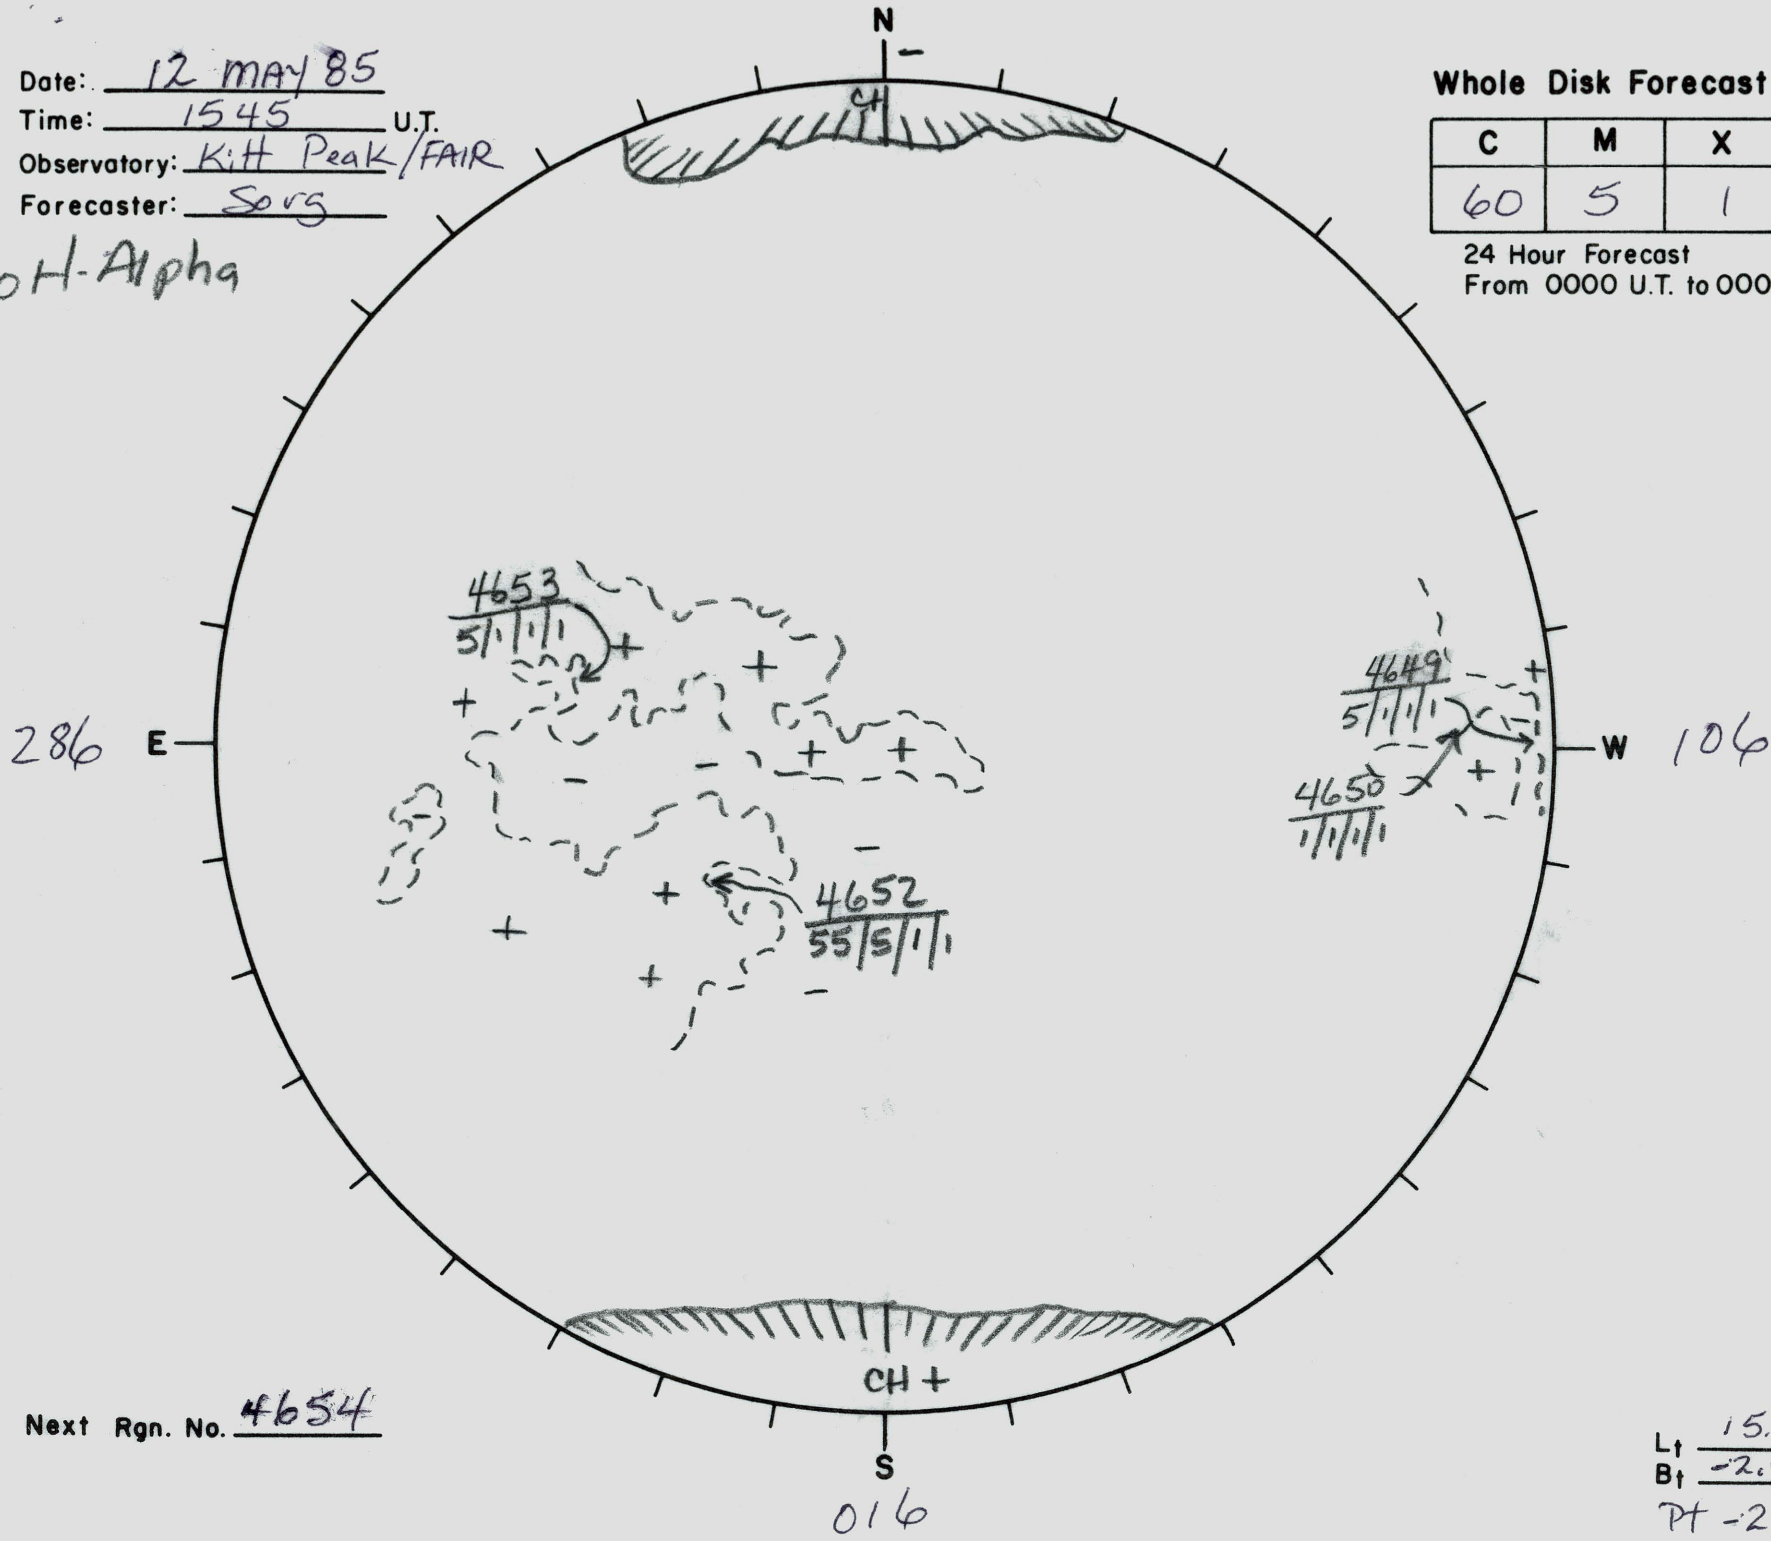 N
-
Date: 12 MAY 85
Time: 1545 U.T.
Observatory: Kitt Peak/FAIR
Forecaster: Sorg
H-Alpha
Whole Disk Forecast
C M X
60 5 1
24 Hour Forecast
From 0000 U.T. to 000
CH
4653
5/1/1/1
+
+
+
4649
5/1/1/1
+
286 E
W 106
- -
+ +
+
4650
1/1/1/1
-
-
+
4652
55/5/1/1
+
+
-
CH +
Next Rgn. No. 4654
S
016
Lt 15.
Bt -2.
Pt -2